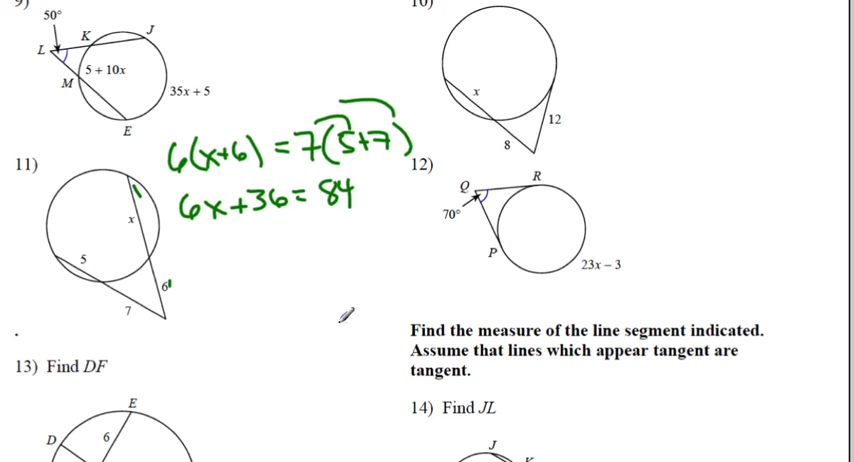 9)
50°
L
K
J
M
5 + 10x
35x + 5
E
10)
x
12
8
11)
6(x+6) = 7(5+7)
6x+36= 84
x
5
6
7
12)
Q
R
70°
P
23x – 3
Find the measure of the line segment indicated.
Assume that lines which appear tangent are
tangent.
13) Find DF
E
D
6
14) Find JL
J